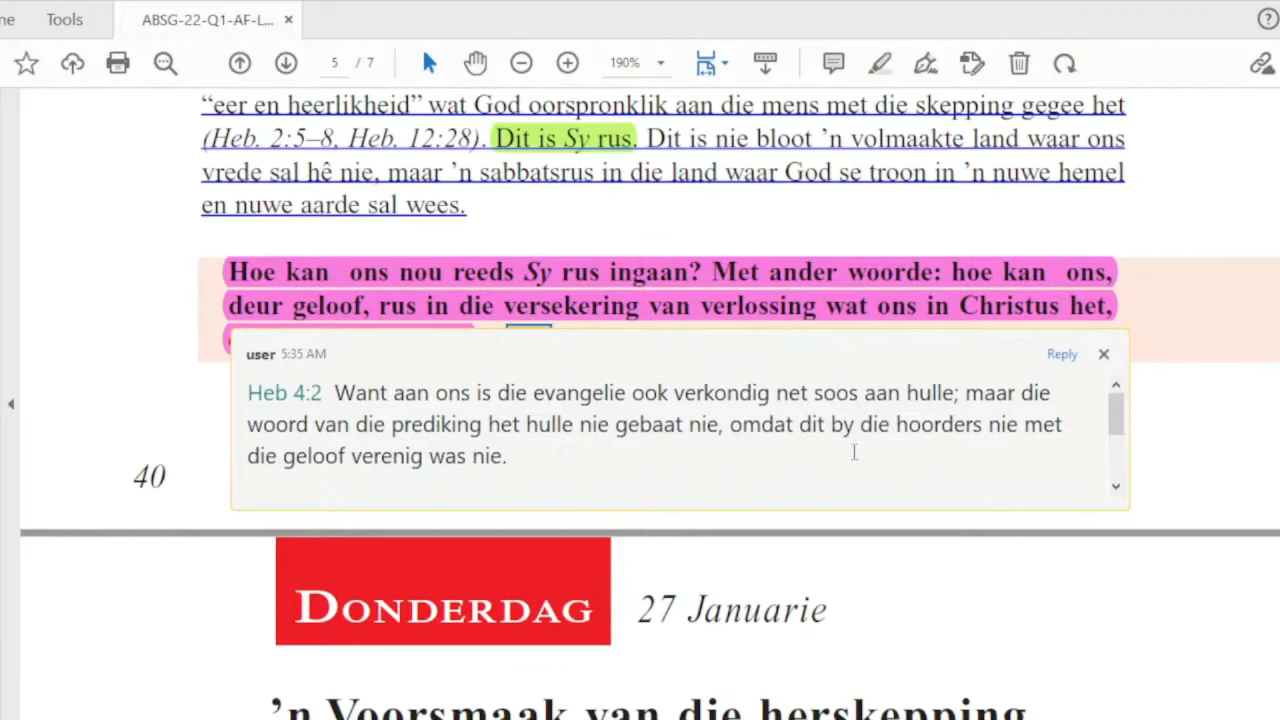 ne
Tools
ABSG-22-Q1-AF-L...
5 / 7
190%
“eer en heerlikheid” wat God oorspronklik aan die mens met die skepping gegee het
(Heb. 2:5–8, Heb. 12:28). Dit is Sy rus. Dit is nie bloot ’n volmaakte land waar ons
vrede sal hê nie, maar ’n sabbatsrus in die land waar God se troon in ’n nuwe hemel
en nuwe aarde sal wees.
Hoe kan ons nou reeds Sy rus ingaan? Met ander woorde: hoe kan ons,
deur geloof, rus in die versekering van verlossing wat ons in Christus het,
user 5:35 AM
Reply
Heb 4:2 Want aan ons is die evangelie ook verkondig net soos aan hulle; maar die
woord van die prediking het hulle nie gebaat nie, omdat dit by die hoorders nie met
die geloof verenig was nie.
40
DONDERDAG
27 Januarie
’n Voorsmaak van die herskepping